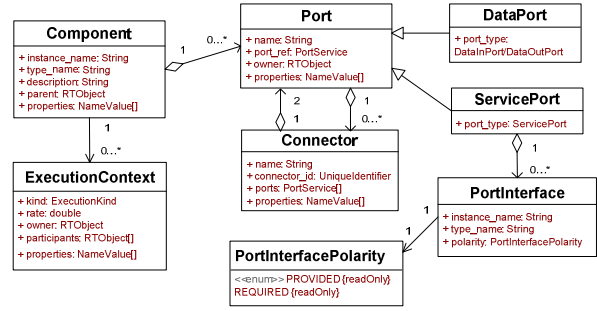 Component
+ instance_name: String
+ type_name: String
+ description: String
+ parent: RTObject
+ properties: NameValue[]
1
0...*
Port
+ name: String
+ port_ref: PortService
+ owner: RTObject
+ properties: NameValue[]
DataPort
+ port_type:
DataInPort/DataOutPort
ServicePort
+ port_type: ServicePort
1
0...*
2
1
1
0...*
Connector
+ name: String
+ connector_id: UniqueIdentifier
+ ports: PortService[]
+ properties: NameValue[]
1
0...*
ExecutionContext
+ kind: ExecutionKind
+ rate: double
+ owner: RTObject
+ participants: RTObject[]
+ properties: NameValue[]
PortInterface
+ instance_name: String
+ type_name: String
+ polarity: PortInterfacePolarity
1
1
PortInterfacePolarity
<<enum>> PROVIDED {readOnly}
REQUIRED {readOnly}